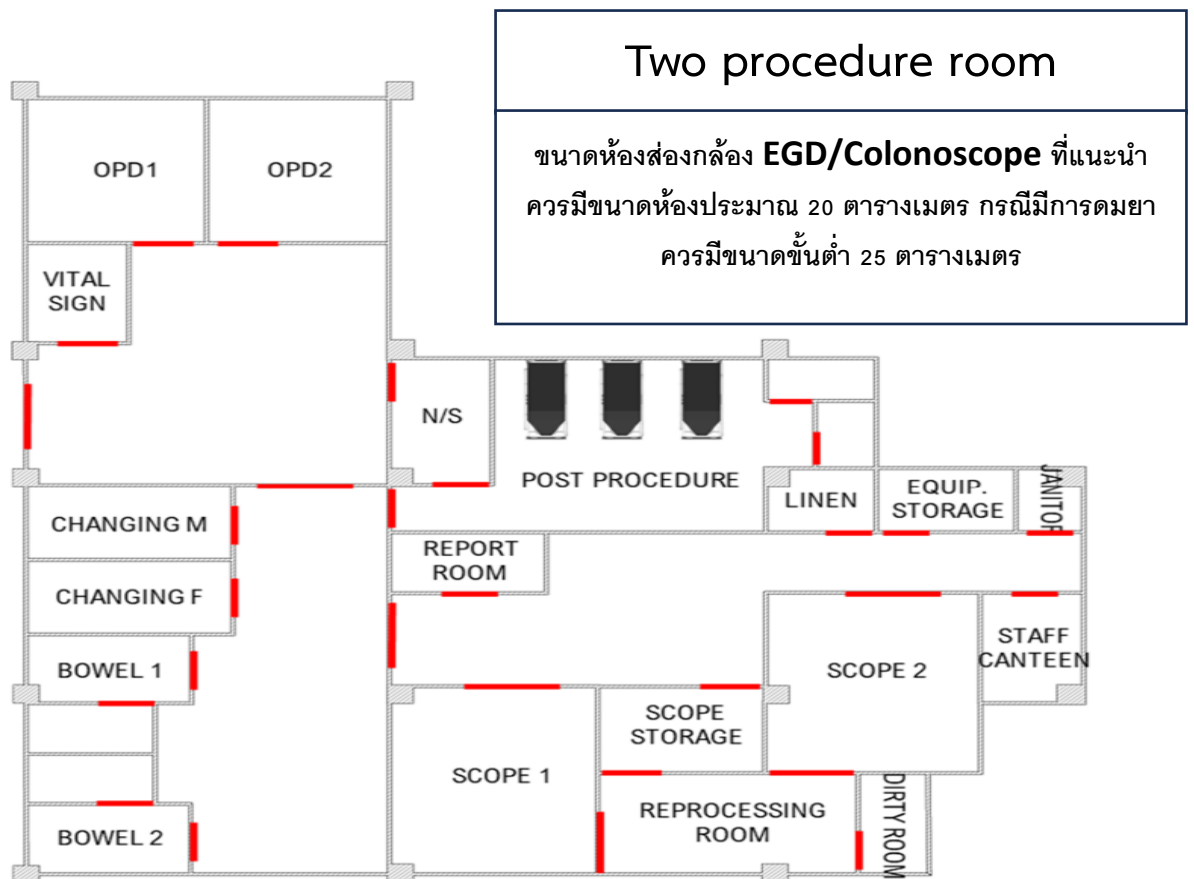 Two procedure room
ขนาดห้องส่องกล้อง EGD/Colonoscope ที่แนะนำ
ควรมีขนาดห้องประมาณ 20 ตารางเมตร กรณีมีการดมยา
ควรมีขนาดขั้นต่ำ 25 ตารางเมตร
OPD1
OPD2
VITAL
SIGN
N/S
POST PROCEDURE
LINEN
EQUIP.
STORAGE
JANITOR
CHANGING M
REPORT
ROOM
CHANGING F
STAFF
CANTEEN
BOWEL 1
SCOPE 2
SCOPE
STORAGE
SCOPE 1
REPROCESSING
ROOM
DIRTY ROOM
BOWEL 2